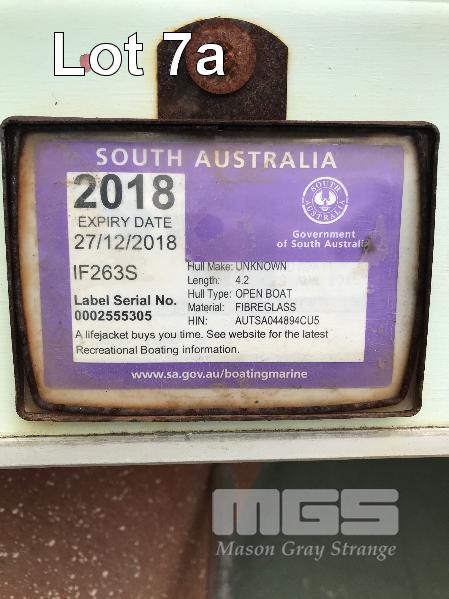 Lot 7a
SOUTH AUSTRALIA
2018
EXPIRY DATE
27/12/2018
SOUTH AUSTRALIA
Government
of South Australia
IF263S
Label Serial No.
0002555305
Hull Make: UNKNOWN
Length: 4.2
Hull Type: OPEN BOAT
Material: FIBREGLASS
HIN: AUTSA044894CU5
A lifejacket buys you time. See website for the latest
Recreational Boating information.
www.sa.gov.au/boatingmarine
MGS
Mason Gray Strange